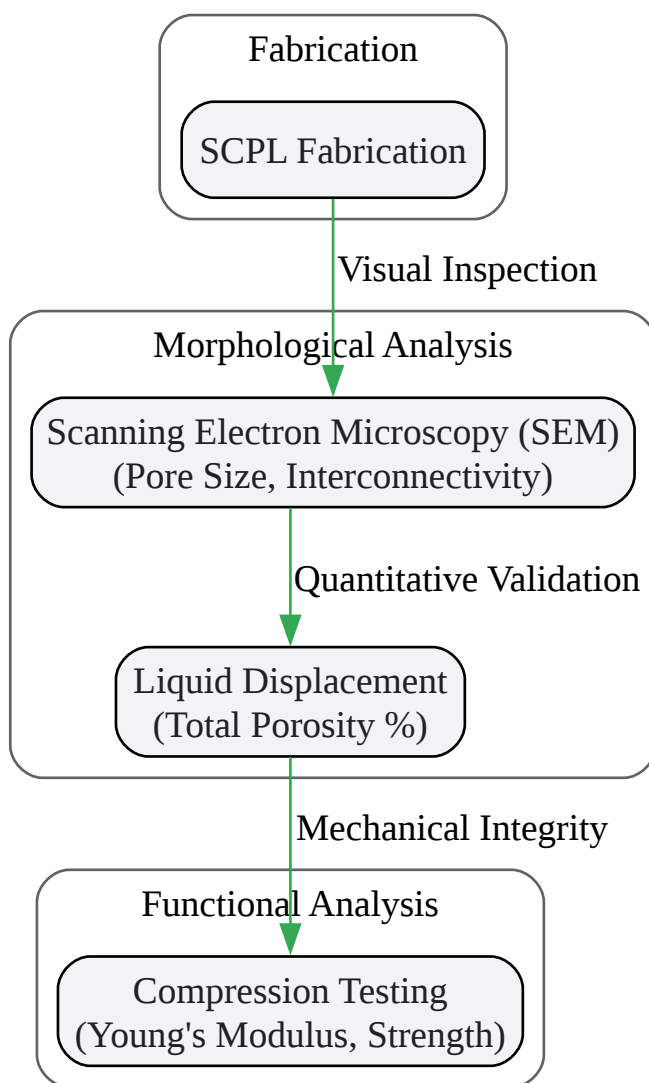 Fabrication
SCPL Fabrication
Visual Inspection
Morphological Analysis
Scanning Electron Microscopy (SEM)
(Pore Size, Interconnectivity)
Quantitative Validation
Liquid Displacement
(Total Porosity %)
Mechanical Integrity
Functional Analysis
Compression Testing
(Young's Modulus, Strength)